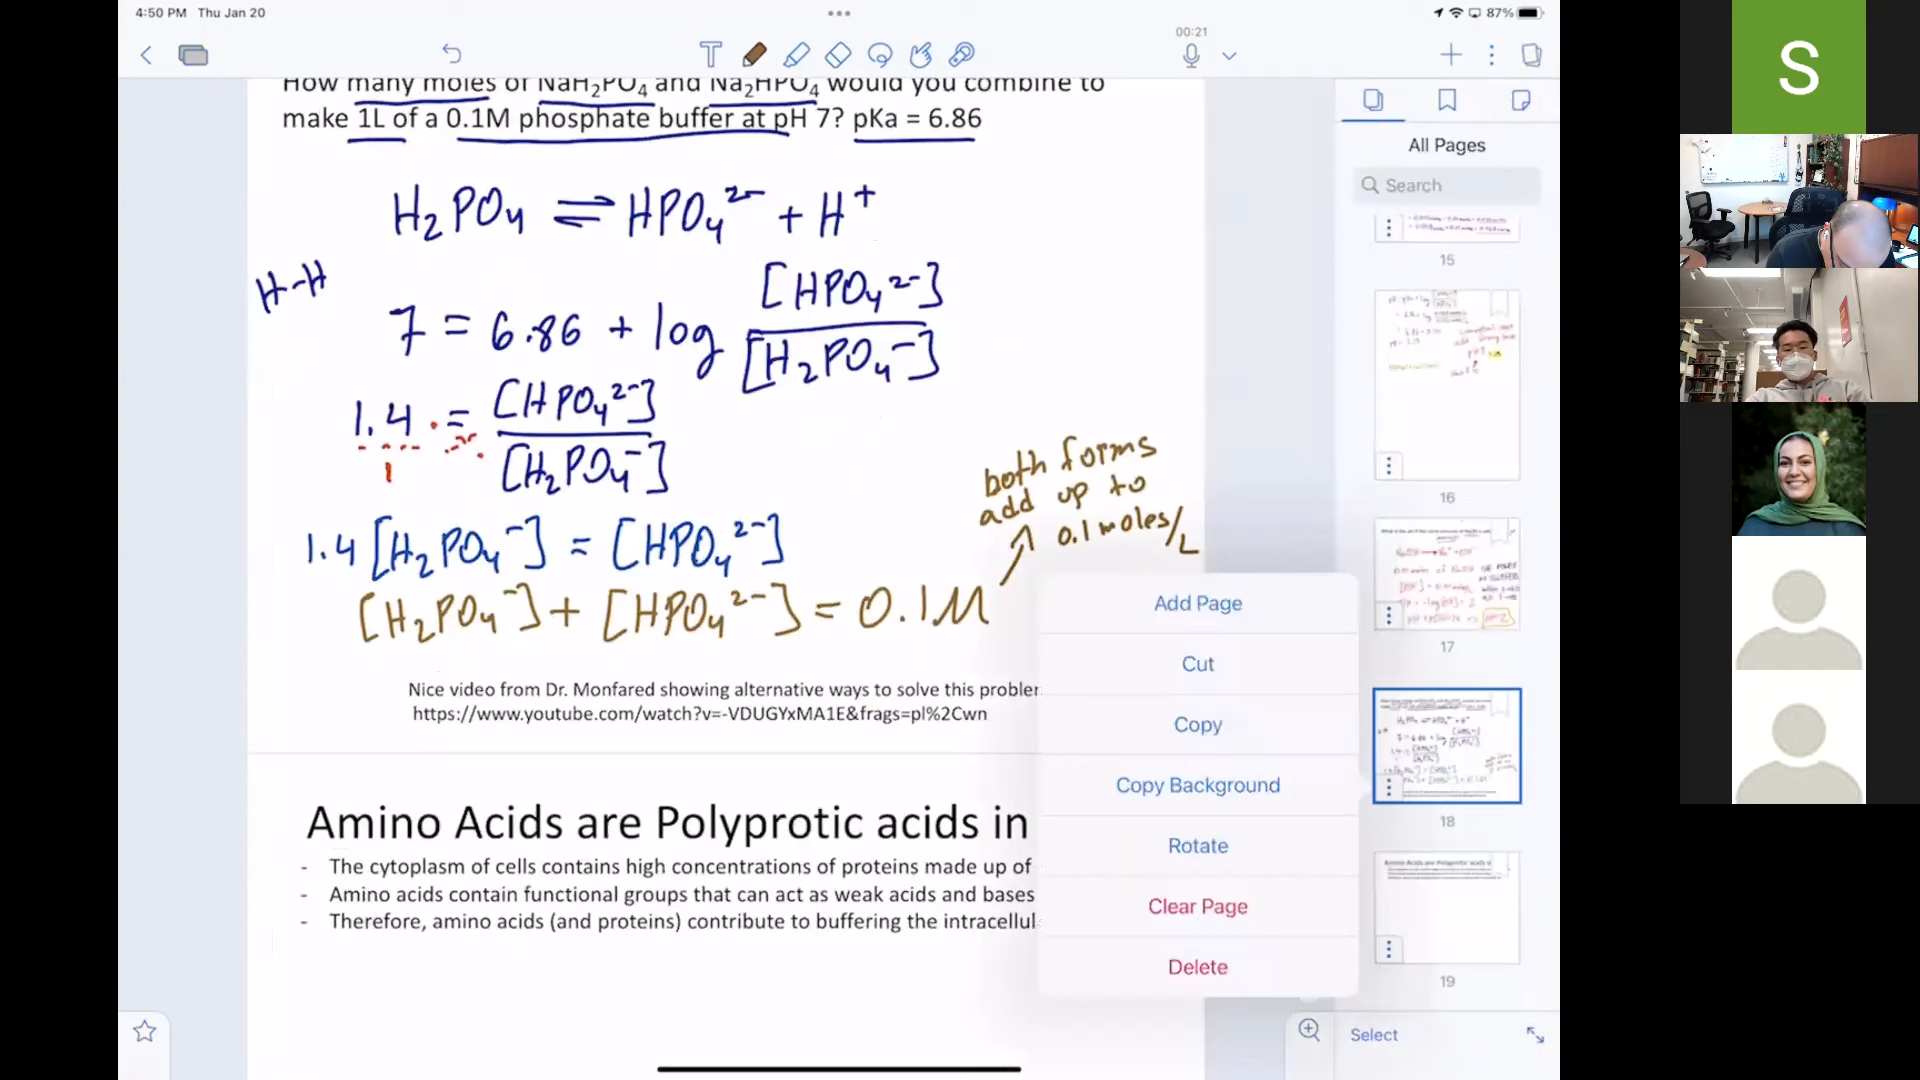 4:50 PM Thu Jan 20
87%
00:21
How many moles of NaH₂PO₄ and Na₂HPO₄ would you combine to
make 1L of a 0.1M phosphate buffer at pH 7? pKa = 6.86
H₂PO₄ ⇌ HPO₄²⁻ + H⁺
H-H
7 = 6.86 + log [HPO₄²⁻]
[H₂PO₄⁻]
1.4 = [HPO₄²⁻]
[H₂PO₄⁻]
1
1.4 [H₂PO₄⁻] = [HPO₄²⁻]
[H₂PO₄⁻] + [HPO₄²⁻] = 0.1M
both forms
add up to
0.1 moles/L
Nice video from Dr. Monfared showing alternative ways to solve this
https://www.youtube.com/watch?v=-VDUGYxMA1E&frags=pl%2Cwn
Amino Acids are Polyprotic acids in
- The cytoplasm of cells contains high concentrations of proteins made up of
- Amino acids contain functional groups that can act as weak acids and bases
- Therefore, amino acids (and proteins) contribute to buffering the
Add Page
Cut
Copy
Copy Background
Rotate
Clear Page
Delete
All Pages
Search
15
16
17
18
19
Select
S